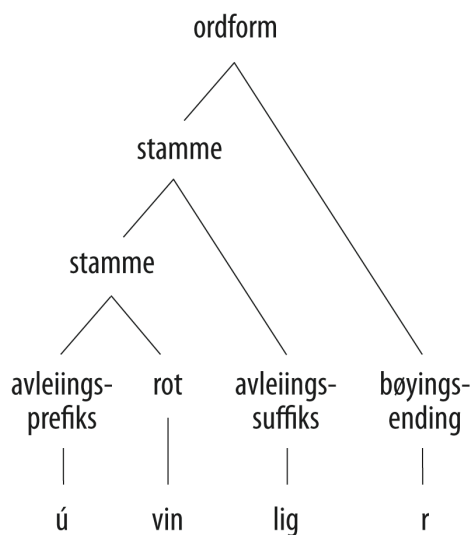 ordform
stamme
stamme
avleiings- rot avleiings- bøyings-
prefiks suffiks ending
ú vin lig r